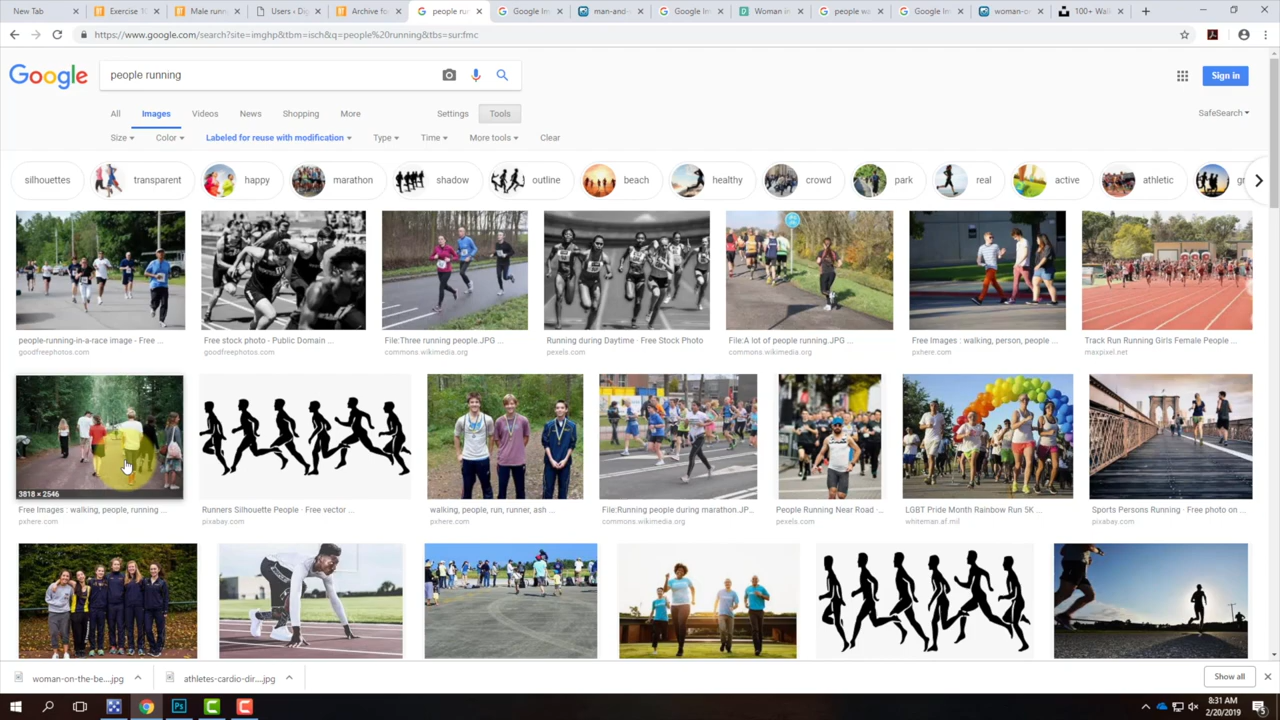 New Tab
Exercise 1(
Male runn
Users ‹ Dig
Archive for
people ru
Google Im
man-and-
Google Im
Woman in
people wa
Google Im
woman-o
100+ Wal
https://www.google.com/search?site=imghp&tbm=isch&q=people%20running&tbs=sur:fmc
Google
people running
Sign in
All
Images
Videos
News
Shopping
More
Settings
Tools
SafeSearch
Size
Color
Labeled for reuse with modification
Type
Time
More tools
Clear
silhouettes
transparent
happy
marathon
shadow
outline
beach
healthy
crowd
park
real
active
athletic
gr
people-running-in-a-race image · Free ...
goodfreephotos.com
Free stock photo · Public Domain ...
goodfreephotos.com
File:Three running people.JPG ...
commons.wikimedia.org
Running during Daytime · Free Stock Photo
pexels.com
File:A lot of people running.JPG ...
commons.wikimedia.org
Free Images : walking, person, people ...
pxhere.com
Track Run Running Girls Female People ...
maxpixel.net
3818 × 2546
Free Images : walking, people, running ...
pxhere.com
Runners Silhouette People · Free vector ...
pixabay.com
walking, people, run, runner, ash ...
pxhere.com
File:Running people during marathon.JP...
commons.wikimedia.org
People Running Near Road · ...
pexels.com
LGBT Pride Month Rainbow Run 5K ...
whiteman.af.mil
Sports Persons Running · Free photo on ...
pixabay.com
woman-on-the-be....jpg
athletes-cardio-dir....jpg
Show all
8:31 AM
2/20/2019
5